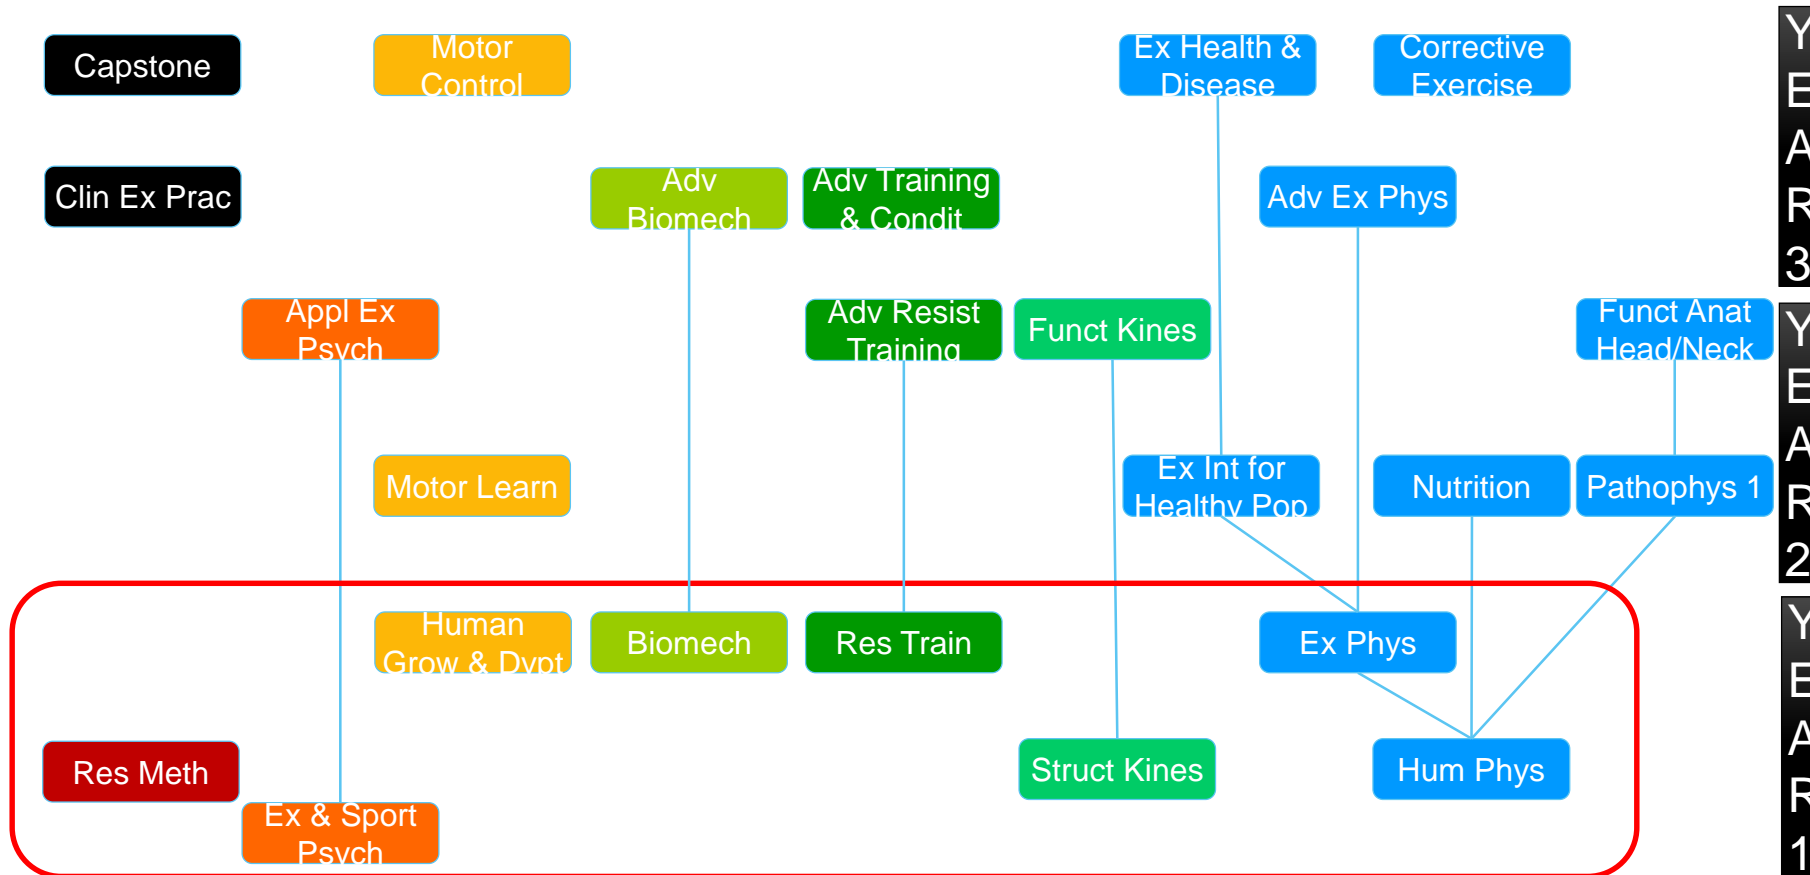 Capstone
Motor
Control
Ex Health &
Disease
Corrective
Exercise
Clin Ex Prac
Adv
Biomech
Adv Training
& Condit
Adv Ex Phys
Y
E
A
R
3
Appl Ex
Psych
Adv Resist
Training
Funct Kines
Funct Anat
Head/Neck
Motor Learn
Ex Int for
Healthy Pop
Nutrition
Pathophys 1
Y
E
A
R
2
Human
Grow & Dvpt
Biomech
Res Train
Ex Phys
Res Meth
Struct Kines
Hum Phys
Ex & Sport
Psych
Y
E
A
R
1